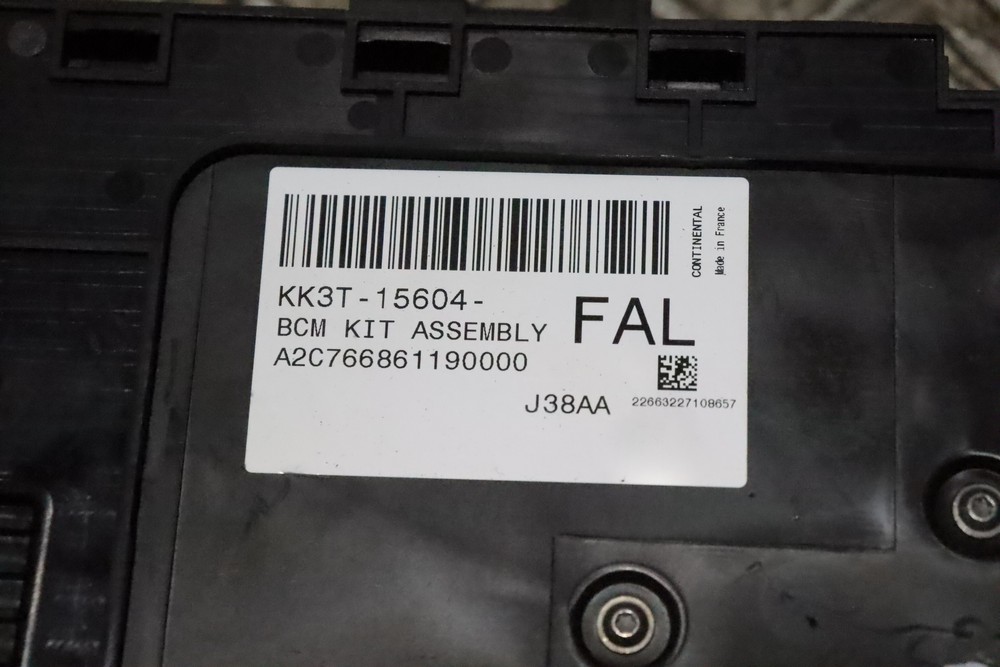 KK3T-15604-
FAL
BCM KIT ASSEMBLY
A2C766861190000
J38AA
22663227108657
CONTINENTAL
Made in France